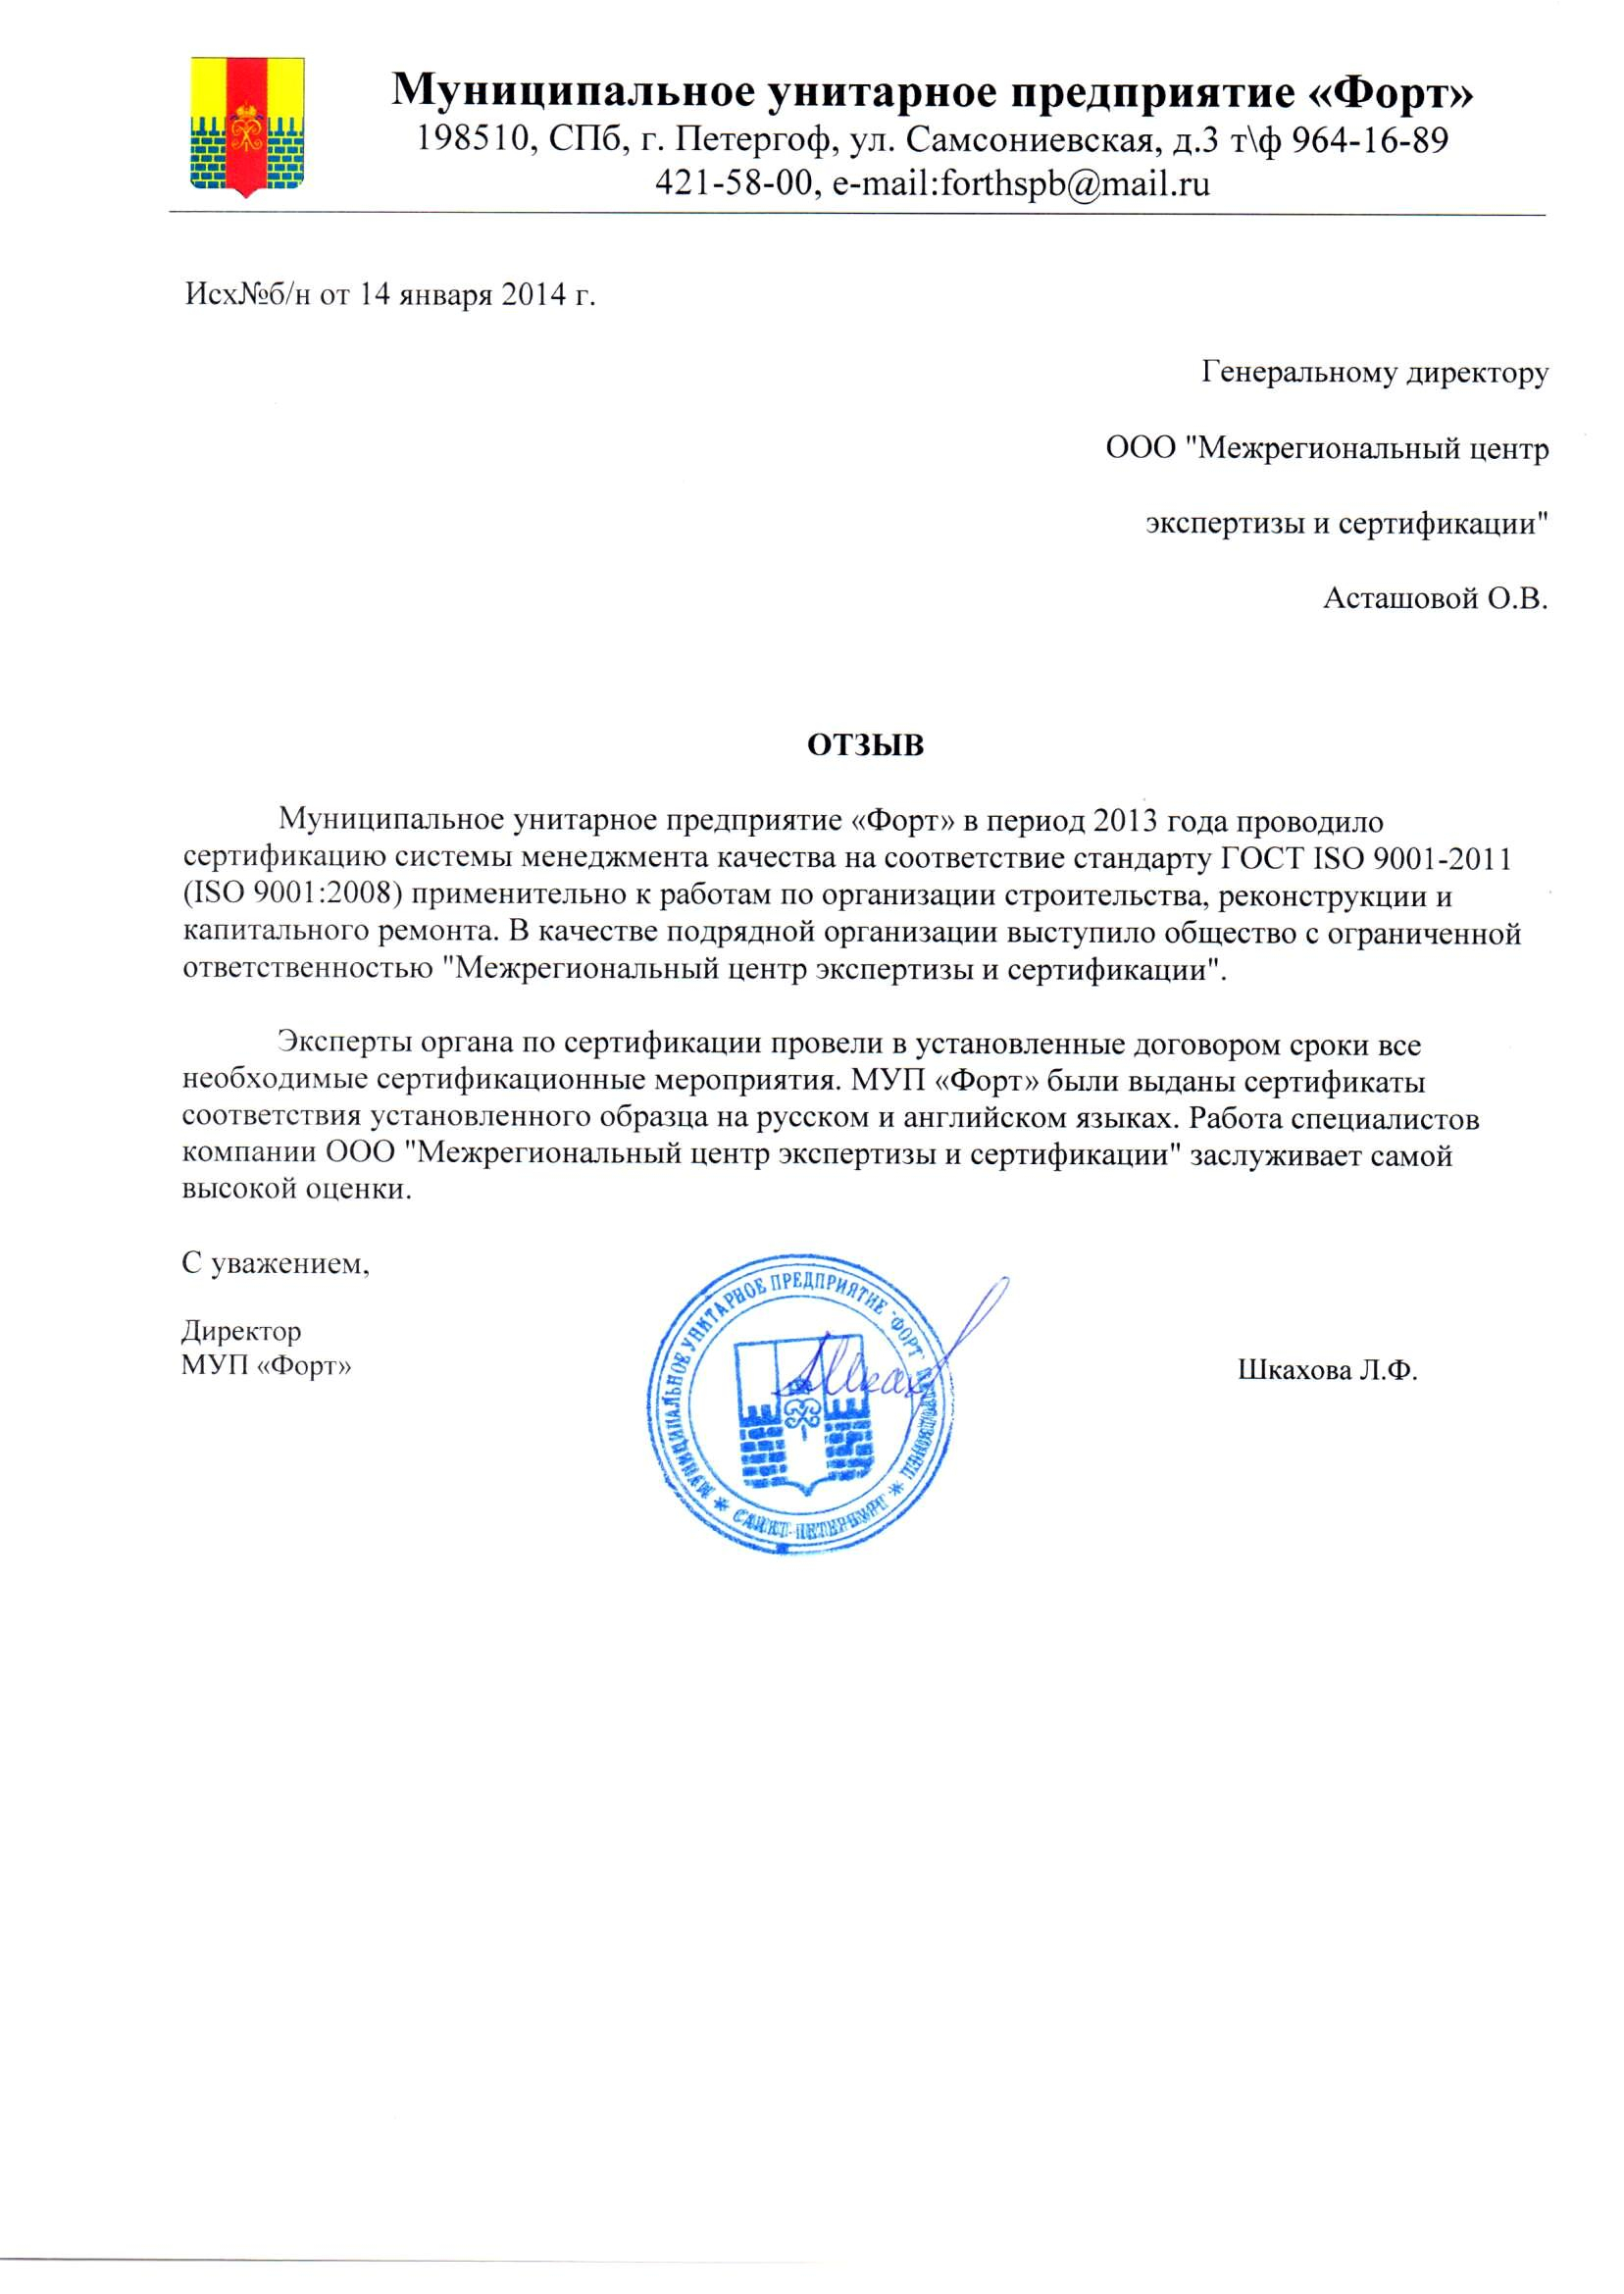 Муниципальное унитарное предприятие «Форт»
198510, СПб, г. Петергоф, ул. Самсониевская, д.3 т\ф 964-16-89
421-58-00, e-mail:forthspb@mail.ru
Исх№б/н от 14 января 2014 г.
Генеральному директору
ООО "Межрегиональный центр
экспертизы и сертификации"
Асташовой О.В.
ОТЗЫВ
Муниципальное унитарное предприятие «Форт» в период 2013 года проводило
сертификацию системы менеджмента качества на соответствие стандарту ГОСТ ISO 9001-2011
(ISO 9001:2008) применительно к работам по организации строительства, реконструкции и
капитального ремонта. В качестве подрядной организации выступило общество с ограниченной
ответственностью "Межрегиональный центр экспертизы и сертификации".
Эксперты органа по сертификации провели в установленные договором сроки все
необходимые сертификационные мероприятия. МУП «Форт» были выданы сертификаты
соответствия установленного образца на русском и английском языках. Работа специалистов
компании ООО "Межрегиональный центр экспертизы и сертификации" заслуживает самой
высокой оценки.
С уважением,
Директор
МУП «Форт»
Шкахова Л.Ф.
МУНИЦИПАЛЬНОЕ УНИТАРНОЕ ПРЕДПРИЯТИЕ "ФОРТ"
САНКТ-ПЕТЕРБУРГ